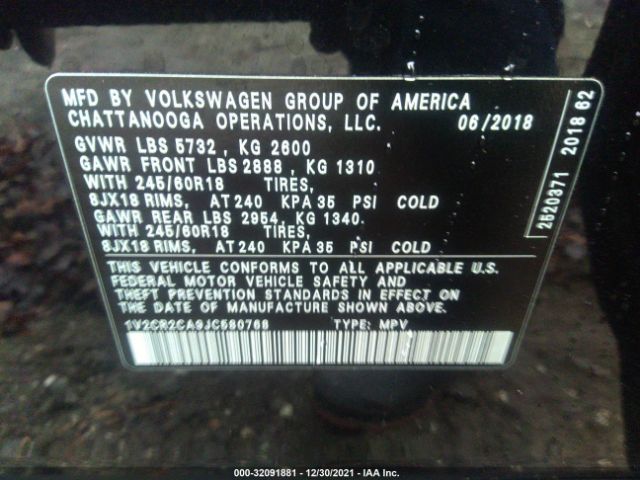 MFD BY VOLKSWAGEN GROUP OF AMERICA
CHATTANOOGA OPERATIONS, LLC. 06/2018
GVWR LBS 5732 , KG 2600
GAWR FRONT LBS 2888 , KG 1310
WITH 245/60R18 TIRES,
8JX18 RIMS, AT 240 KPA 35 PSI COLD
GAWR REAR LBS 2954, KG 1340
WITH 245/60R18 TIRES,
8JX18 RIMS, AT 240 KPA 35 PSI COLD
THIS VEHICLE CONFORMS TO ALL APPLICABLE U.S.
FEDERAL MOTOR VEHICLE SAFETY AND
THEFT PREVENTION STANDARDS IN EFFECT ON
THE DATE OF MANUFACTURE SHOWN ABOVE.
1V2CR2CA9JC580768 TYPE: MPV
2520371 2018 62
000-32091881 - 12/30/2021 - IAA Inc.